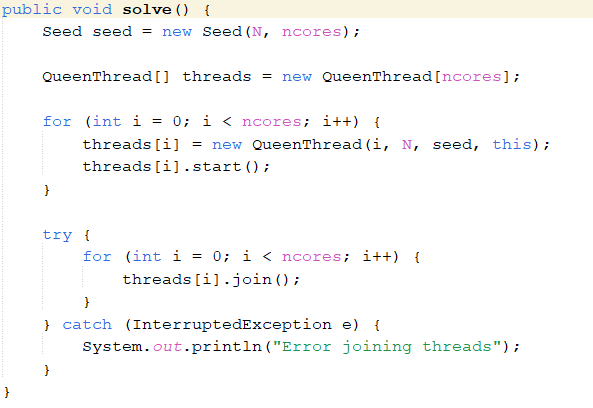 public void solve() {
    Seed seed = new Seed(N, ncores);

    QueenThread[] threads = new QueenThread[ncores];

    for (int i = 0; i < ncores; i++) {
        threads[i] = new QueenThread(i, N, seed, this);
        threads[i].start();
    }

    try {
        for (int i = 0; i < ncores; i++) {
            threads[i].join();
        }
    } catch (InterruptedException e) {
        System.out.println("Error joining threads");
    }
}